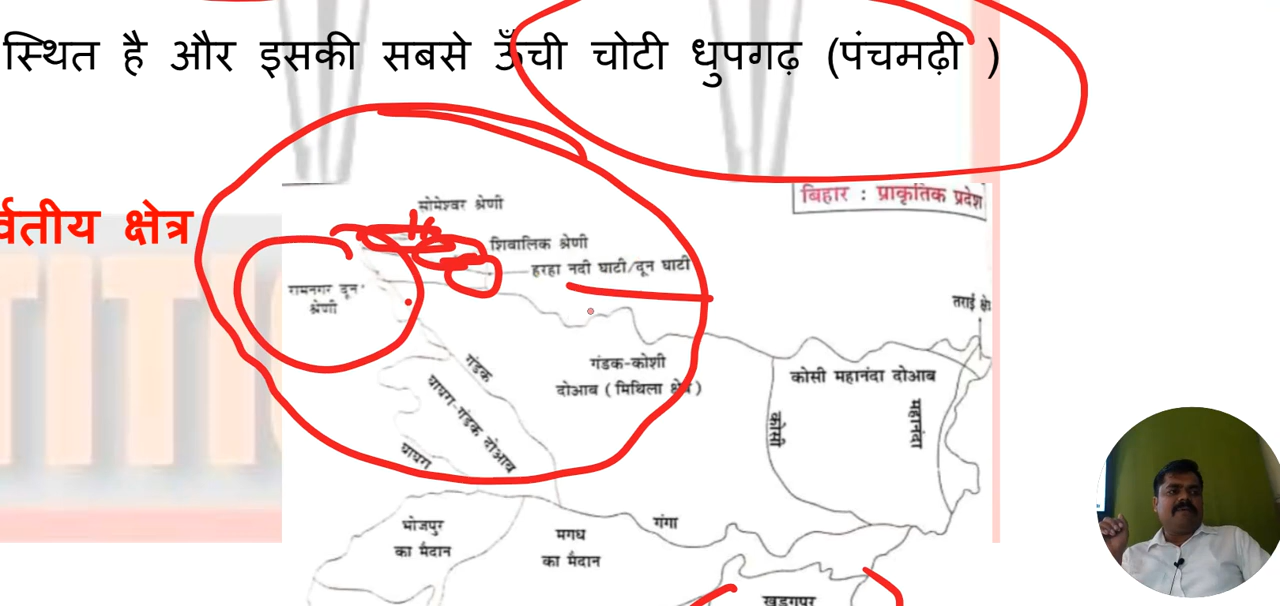 स्थित है और इसकी सबसे ऊँची चोटी धुपगढ़ (पंचमढ़ी )
र्वतीय क्षेत्र
बिहार : प्राकृतिक प्रदेश
सोमेश्वर श्रेणी
शिवालिक श्रेणी
हरहा नदी घाटी/दून घाटी
रामनगर दून
श्रेणी
तराई क्षे
गंडक
गंडक-कोशी
दोआब ( मिथिला क्षेत्र )
कोसी महानंदा दोआब
घाघरा-गंडक दोआब
घाघरा
कोसी
महानंदा
भोजपुर
का मैदान
मगध
का मैदान
गंगा
खड़गपुर